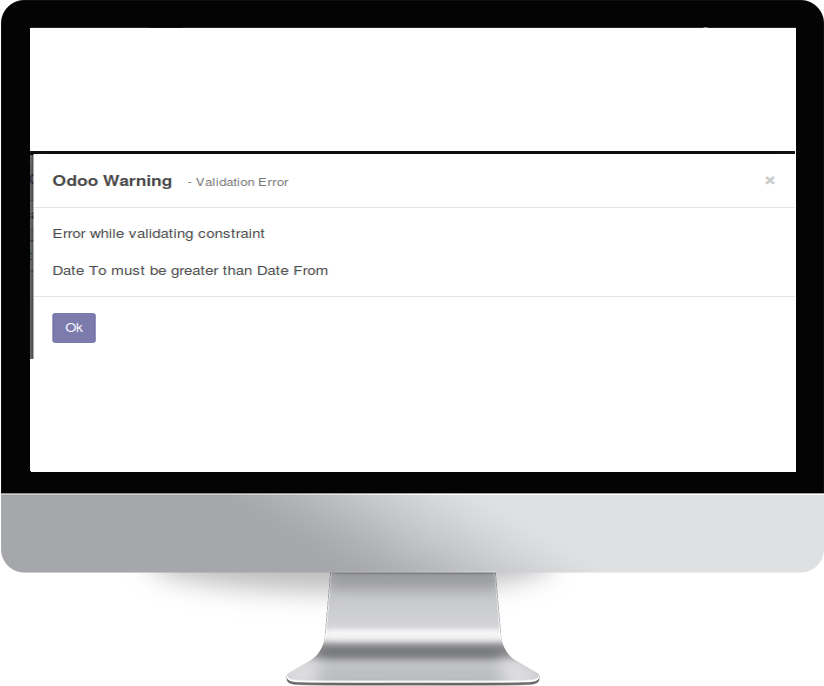 Odoo Warning - Validation Error ×
Error while validating constraint
Date To must be greater than Date From
Ok